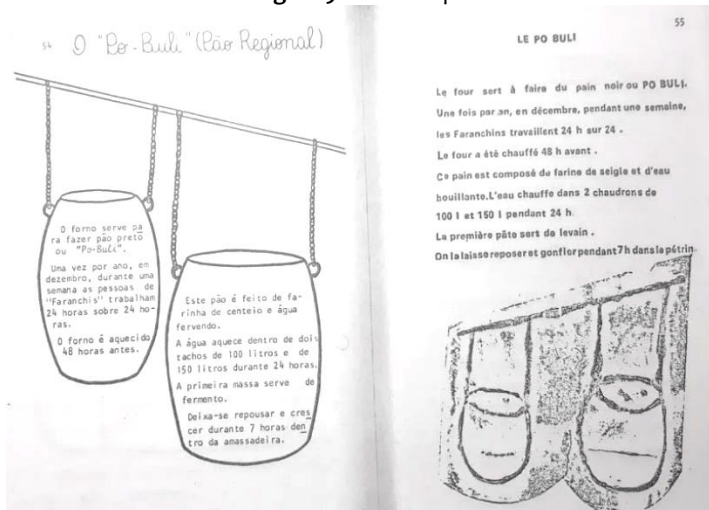 54 O "Po-Buli" (Pão Regional)
O forno serve pa
ra fazer pão preto
ou "Po-Buli".
Uma vez por ano, em
dezembro, durante uma
semana as pessoas de
"Faranchis" trabalham
24 horas sobre 24 ho-
ras.
O forno é aquecido
48 horas antes.
Este pão é feito de fa-
rinha de centeio e água
fervendo.
A água aquece dentro de dois
tachos de 100 litros e de
150 litros durante 24 horas.
A primeira massa serve de
fermento.
Deixa-se repousar e cres
cer durante 7 horas den
tro da amassadeira.
55
LE PO BULI
Le four sert à faire du pain noir ou PO BULI.
Une fois par an, en décembre, pendant une semaine,
les Faranchins travaillent 24 h sur 24 .
Le four a été chauffé 48 h avant .
Ce pain est composé de farine de seigle et d'eau
bouillante. L'eau chauffe dans 2 chaudrons de
100 l et 150 l pendant 24 h.
La première pâte sert de levain .
On la laisse reposer et gonfler pendant 7h dans le pétrin.